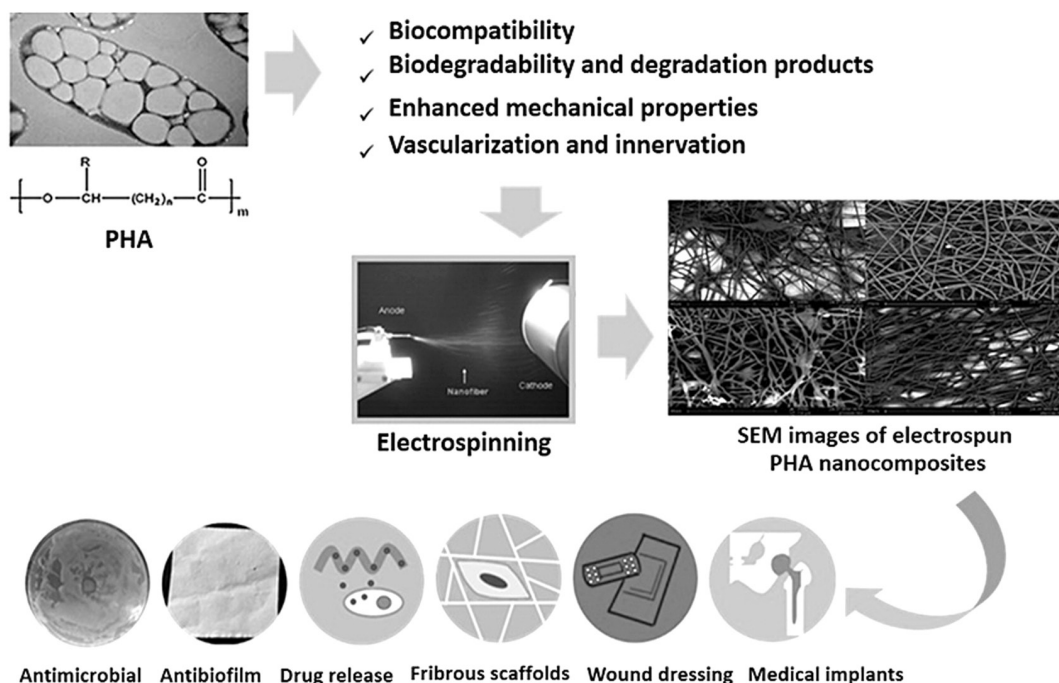 ✓ Biocompatibility
✓ Biodegradability and degradation products
✓ Enhanced mechanical properties
✓ Vascularization and innervation
R
O
O CH (CH₂)ₙ C
m
PHA
Anode
Nanofiber
Cathode
Electrospinning
SEM images of electrospun
PHA nanocomposites
Antimicrobial
Antibiofilm
Drug release
Fribrous scaffolds
Wound dressing
Medical implants